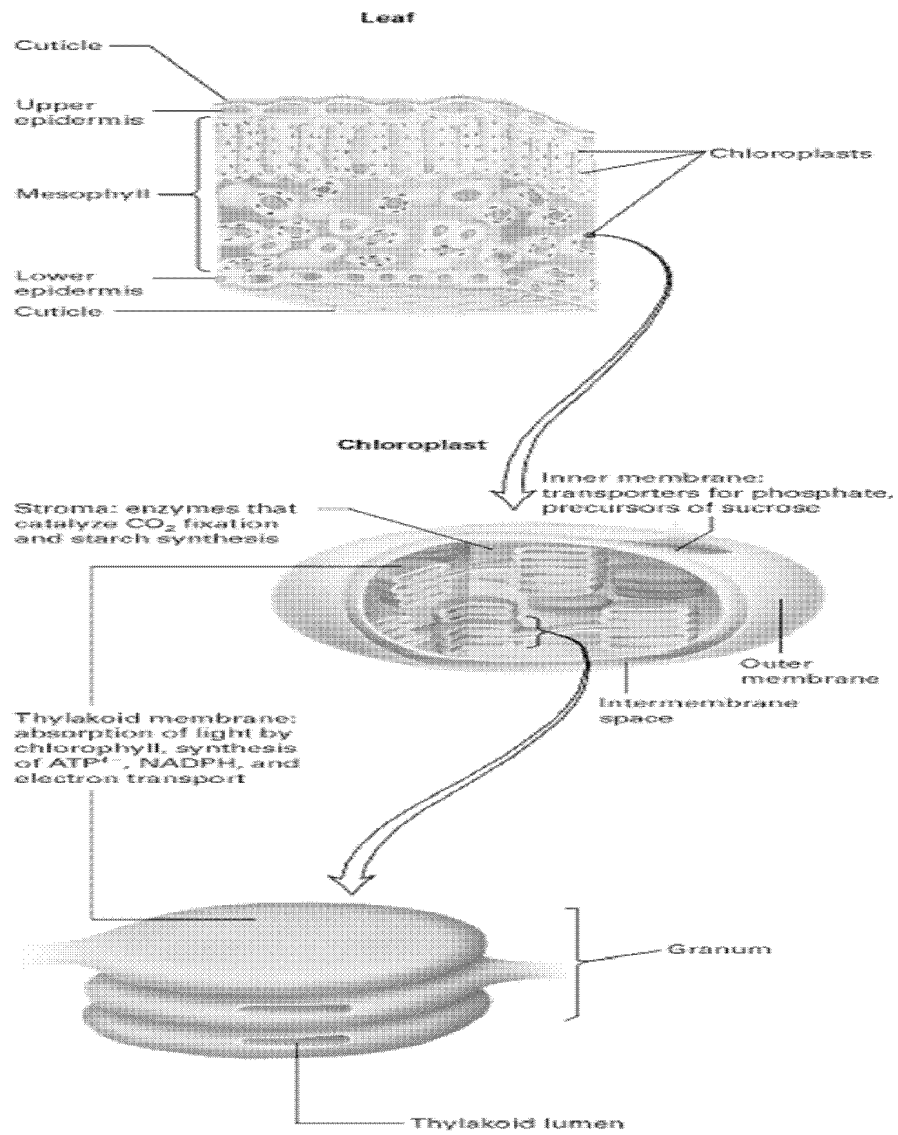 Leaf
Cuticle
Upper
epidermis
Chloroplasts
Mesophyll
Lower
epidermis
Cuticle
Chloroplast
Inner membrane:
transporters for phosphate,
precursors of sucrose
Stroma: enzymes that
catalyze CO₂ fixation
and starch synthesis
Outer
membrane
Intermembrane
space
Thylakoid membrane:
absorption of light by
chlorophyll, synthesis
of ATP⁴⁻, NADPH, and
electron transport
Granum
Thylakoid lumen